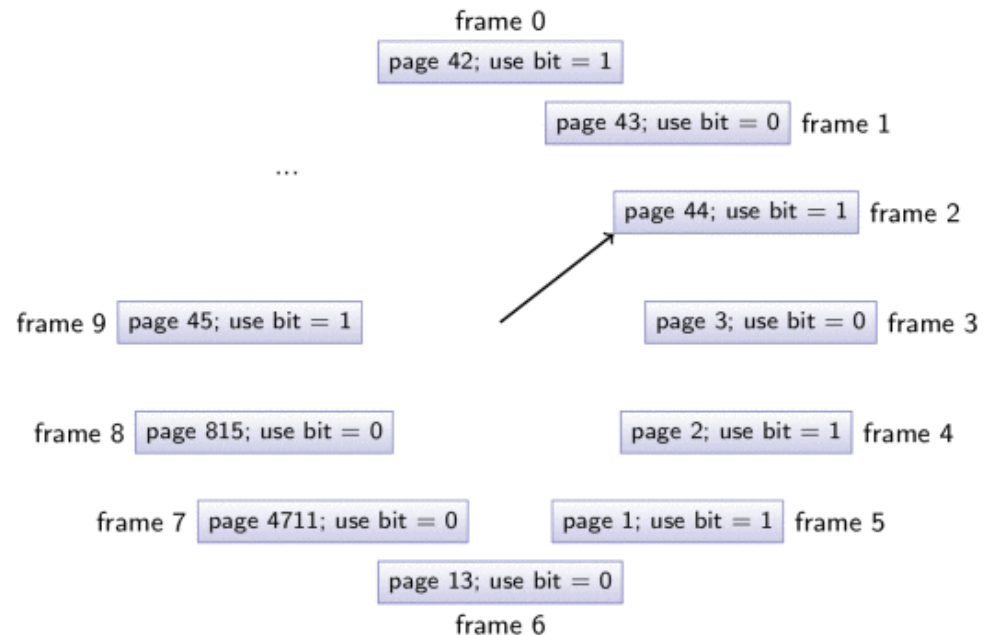 frame 0
page 42; use bit = 1
page 43; use bit = 0 frame 1
...
page 44; use bit = 1 frame 2
frame 9 page 45; use bit = 1
page 3; use bit = 0 frame 3
frame 8 page 815; use bit = 0
page 2; use bit = 1 frame 4
frame 7 page 4711; use bit = 0
page 1; use bit = 1 frame 5
page 13; use bit = 0
frame 6